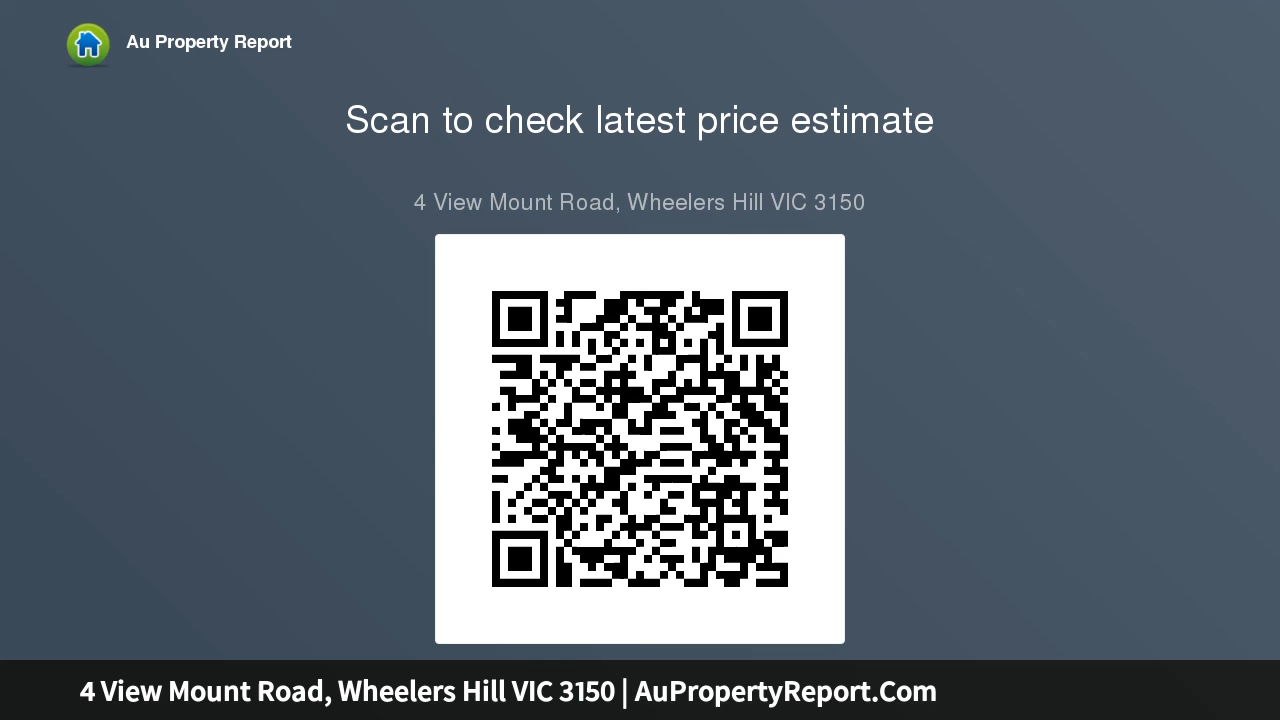 Au Property Report
Scan to check latest price estimate
4 View Mount Road, Wheelers Hill VIC 3150
4 View Mount Road, Wheelers Hill VIC 3150 | AuPropertyReport.Com